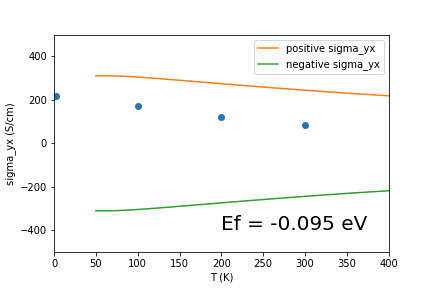 positive sigma_yx
negative sigma_yx
400
200
0
−200
−400
sigma_yx (S/cm)
Ef = -0.095 eV
0 50 100 150 200 250 300 350 400
T (K)